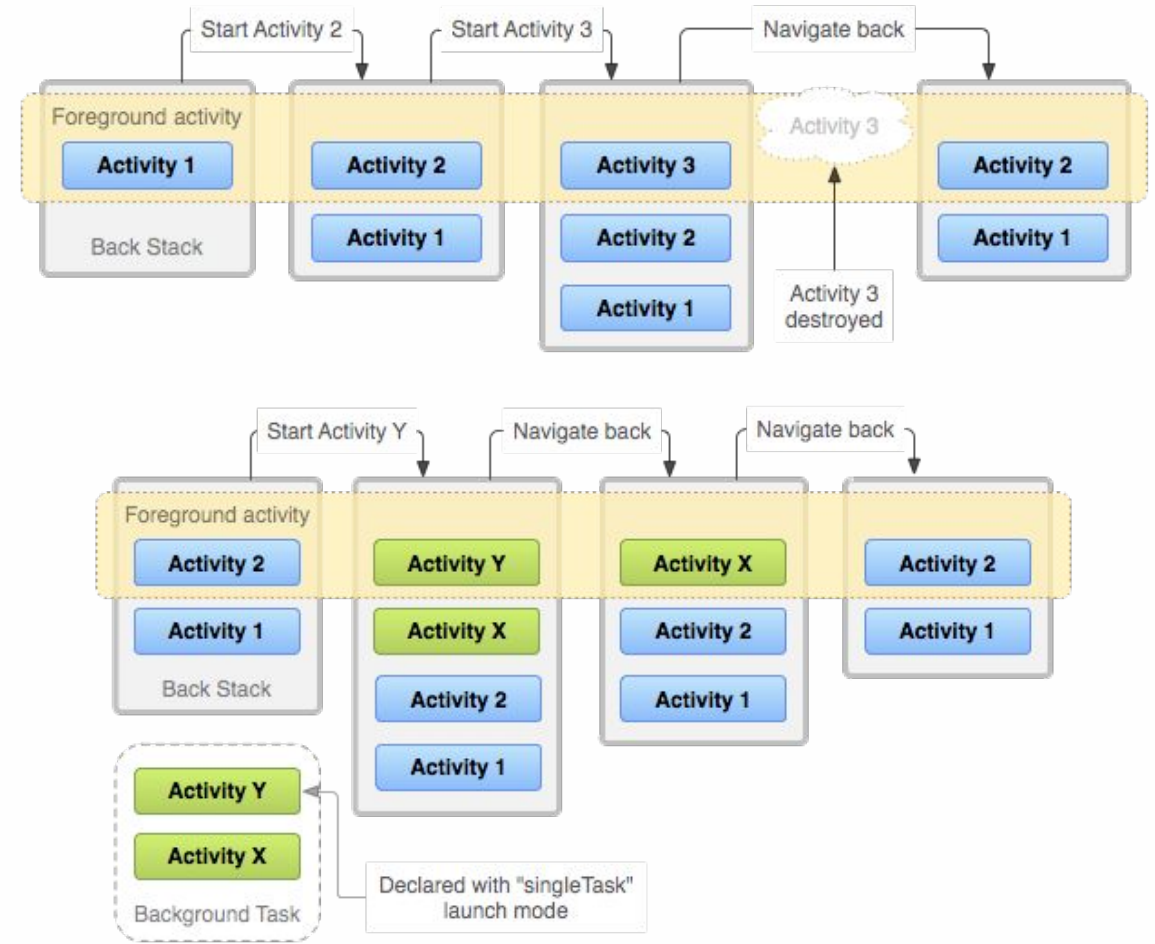 Start Activity 2
Start Activity 3
Navigate back
Foreground activity
Activity 1
Back Stack
Activity 2
Activity 1
Activity 3
Activity 2
Activity 1
Activity 3
Activity 3
destroyed
Activity 2
Activity 1
Start Activity Y
Navigate back
Navigate back
Foreground activity
Activity 2
Activity 1
Back Stack
Activity Y
Activity X
Activity 2
Activity 1
Activity X
Activity 2
Activity 1
Activity 2
Activity 1
Activity Y
Activity X
Background Task
Declared with "singleTask"
launch mode